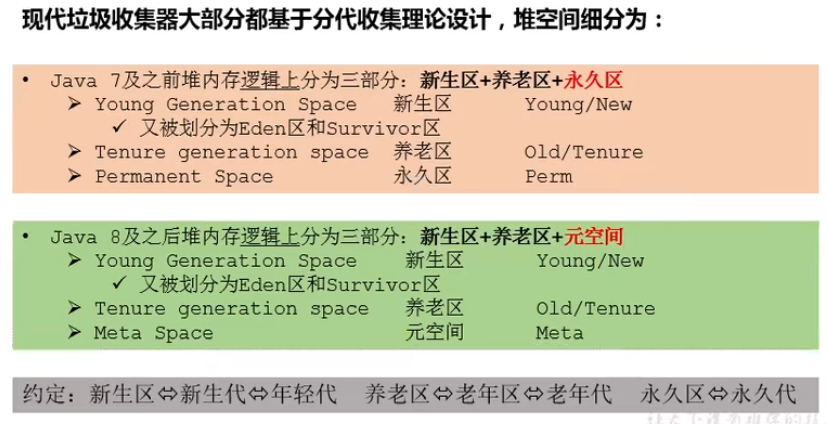 现代垃圾收集器大部分都基于分代收集理论设计，堆空间细分为：
• Java 7及之前堆内存逻辑上分为三部分：新生区+养老区+永久区
➢ Young Generation Space 新生区 Young/New
✓ 又被划分为Eden区和Survivor区
➢ Tenure generation space 养老区 Old/Tenure
➢ Permanent Space 永久区 Perm
• Java 8及之后堆内存逻辑上分为三部分：新生区+养老区+元空间
➢ Young Generation Space 新生区 Young/New
✓ 又被划分为Eden区和Survivor区
➢ Tenure generation space 养老区 Old/Tenure
➢ Meta Space 元空间 Meta
约定：新生区⇔新生代⇔年轻代 养老区⇔老年区⇔老年代 永久区⇔永久代